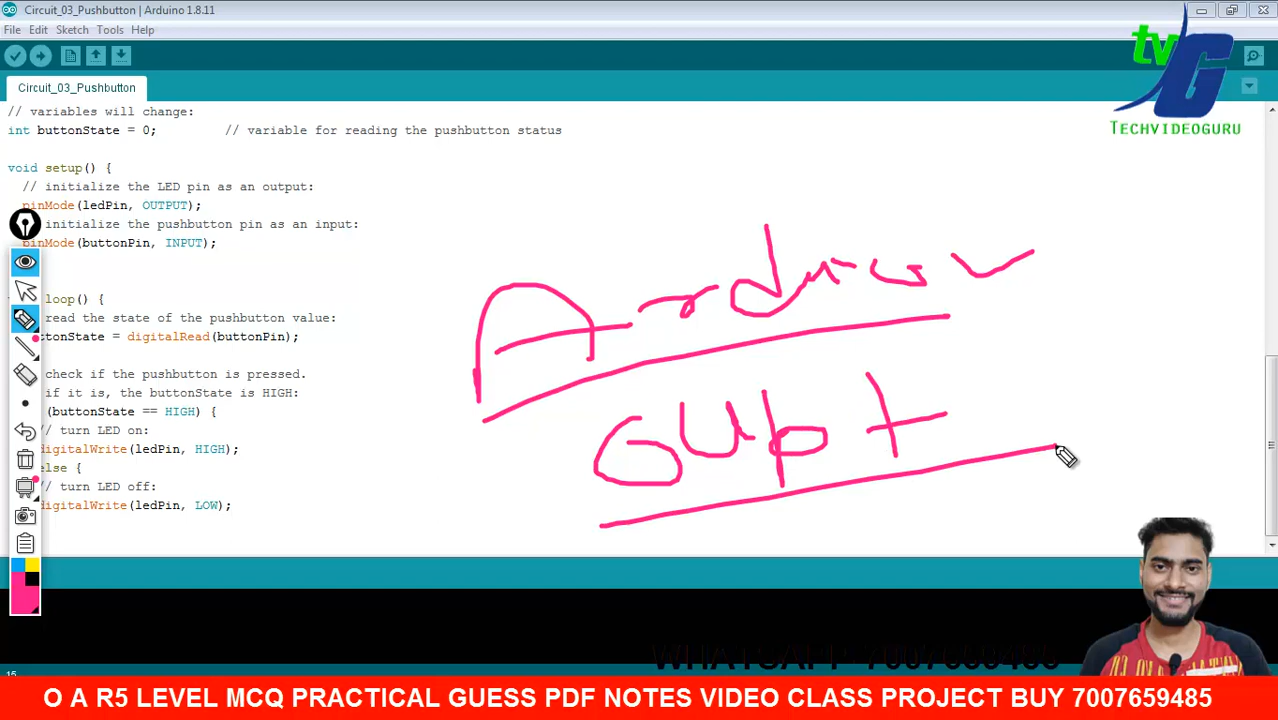 Circuit_03_Pushbutton | Arduino 1.8.11
File Edit Sketch Tools Help
Circuit_03_Pushbutton
tv G
TECHVIDEOGURU
// variables will change:
int buttonState = 0; // variable for reading the pushbutton status
void setup() {
// initialize the LED pin as an output:
pinMode(ledPin, OUTPUT);
initialize the pushbutton pin as an input:
pinMode(buttonPin, INPUT);
loop() {
read the state of the pushbutton value:
ttonState = digitalRead(buttonPin);
check if the pushbutton is pressed.
if it is, the buttonState is HIGH:
(buttonState == HIGH) {
// turn LED on:
digitalWrite(ledPin, HIGH);
else {
// turn LED off:
digitalWrite(ledPin, LOW);
15
O A R5 LEVEL MCQ PRACTICAL GUESS PDF NOTES VIDEO CLASS PROJECT BUY 7007659485